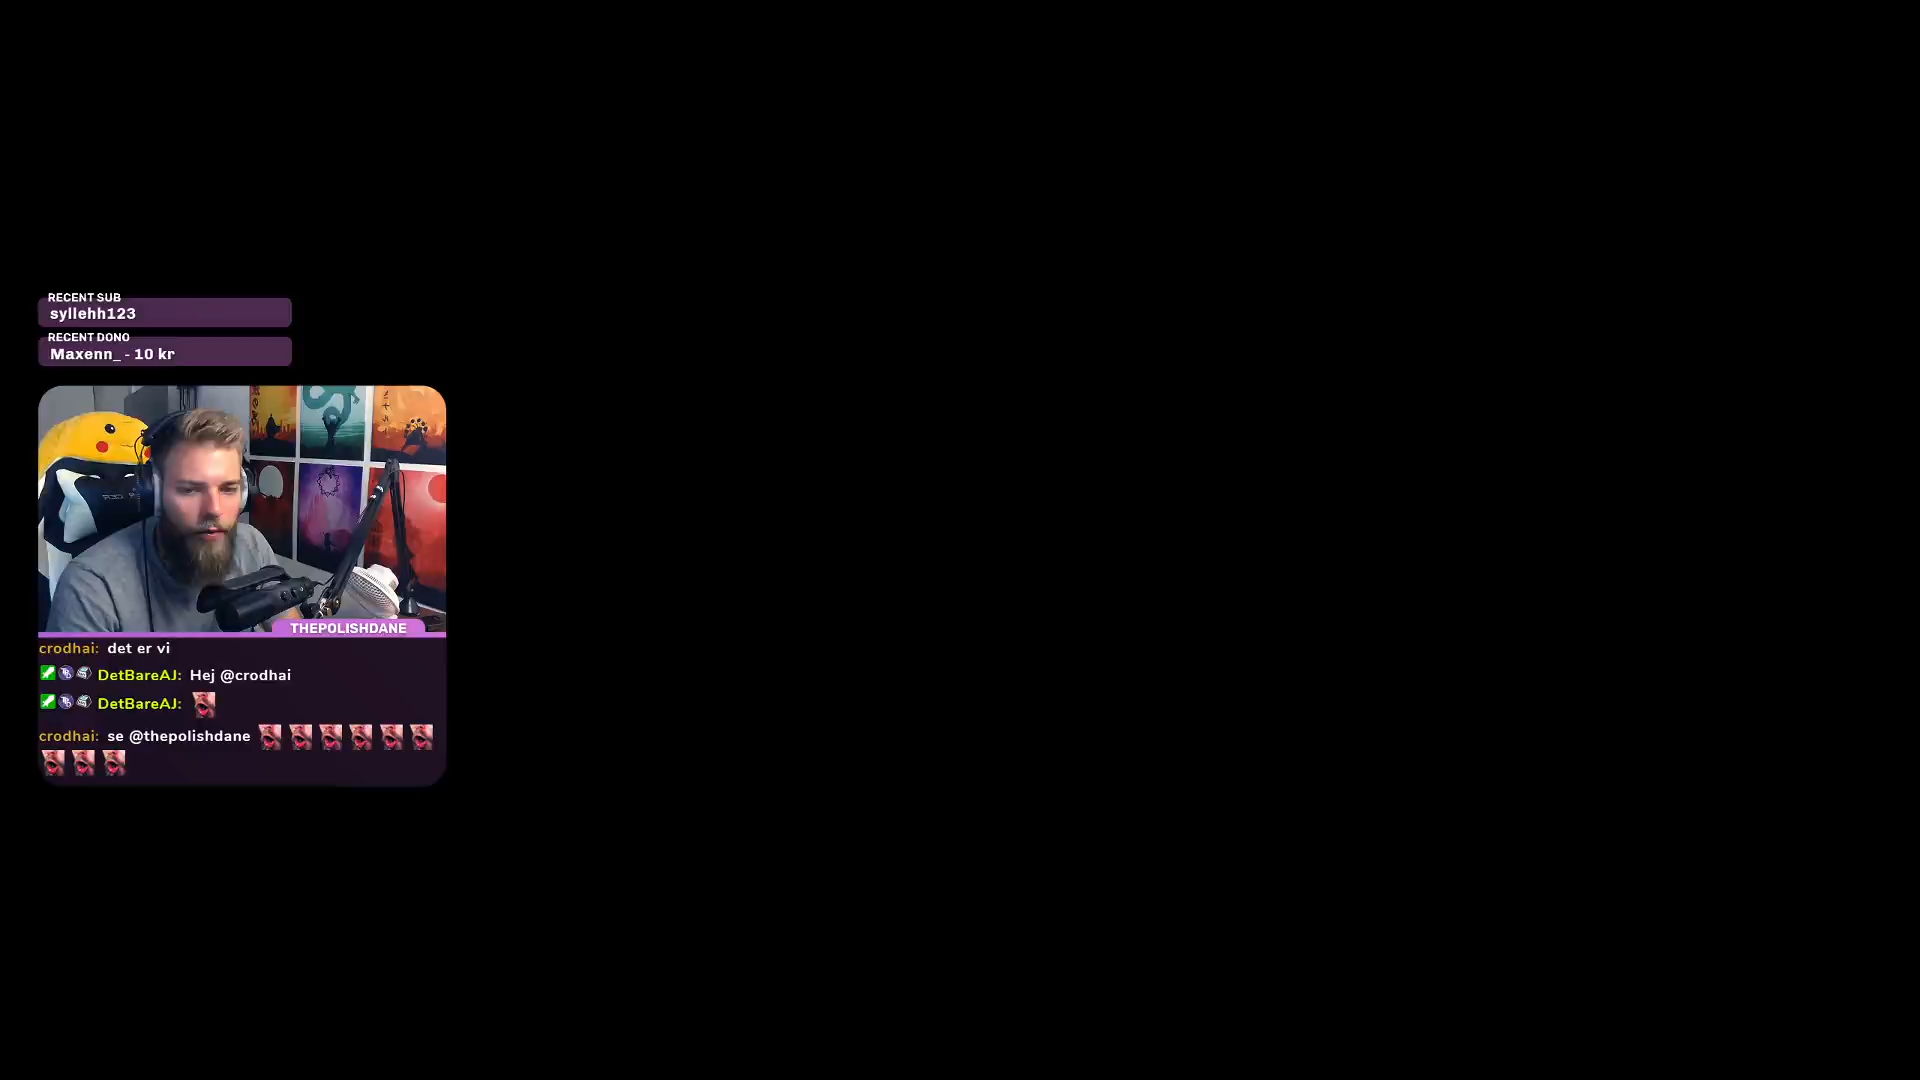 RECENT SUB
syllehh123
RECENT DONO
Maxenn_ - 10 kr
THEPOLISHDANE
crodhai: det er vi
DetBareAJ: Hej @crodhai
DetBareAJ:
crodhai: se @thepolishdane